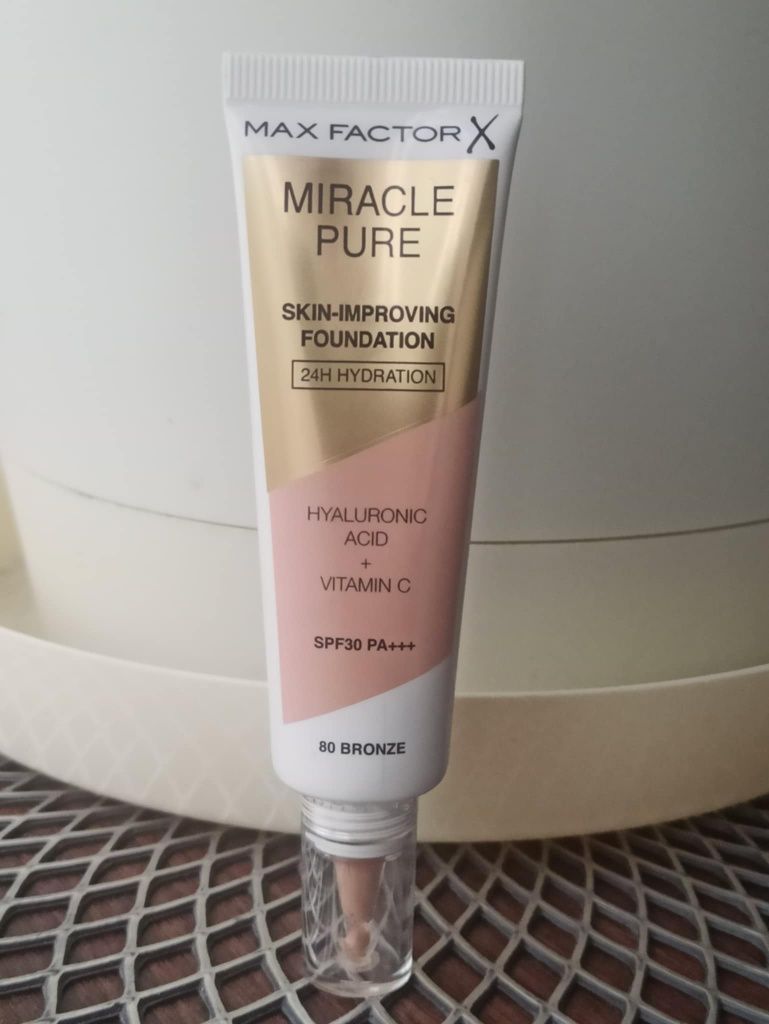 MAX FACTOR X
MIRACLE
PURE
SKIN-IMPROVING
FOUNDATION
24H HYDRATION
HYALURONIC
ACID
+
VITAMIN C
SPF30 PA+++
80 BRONZE